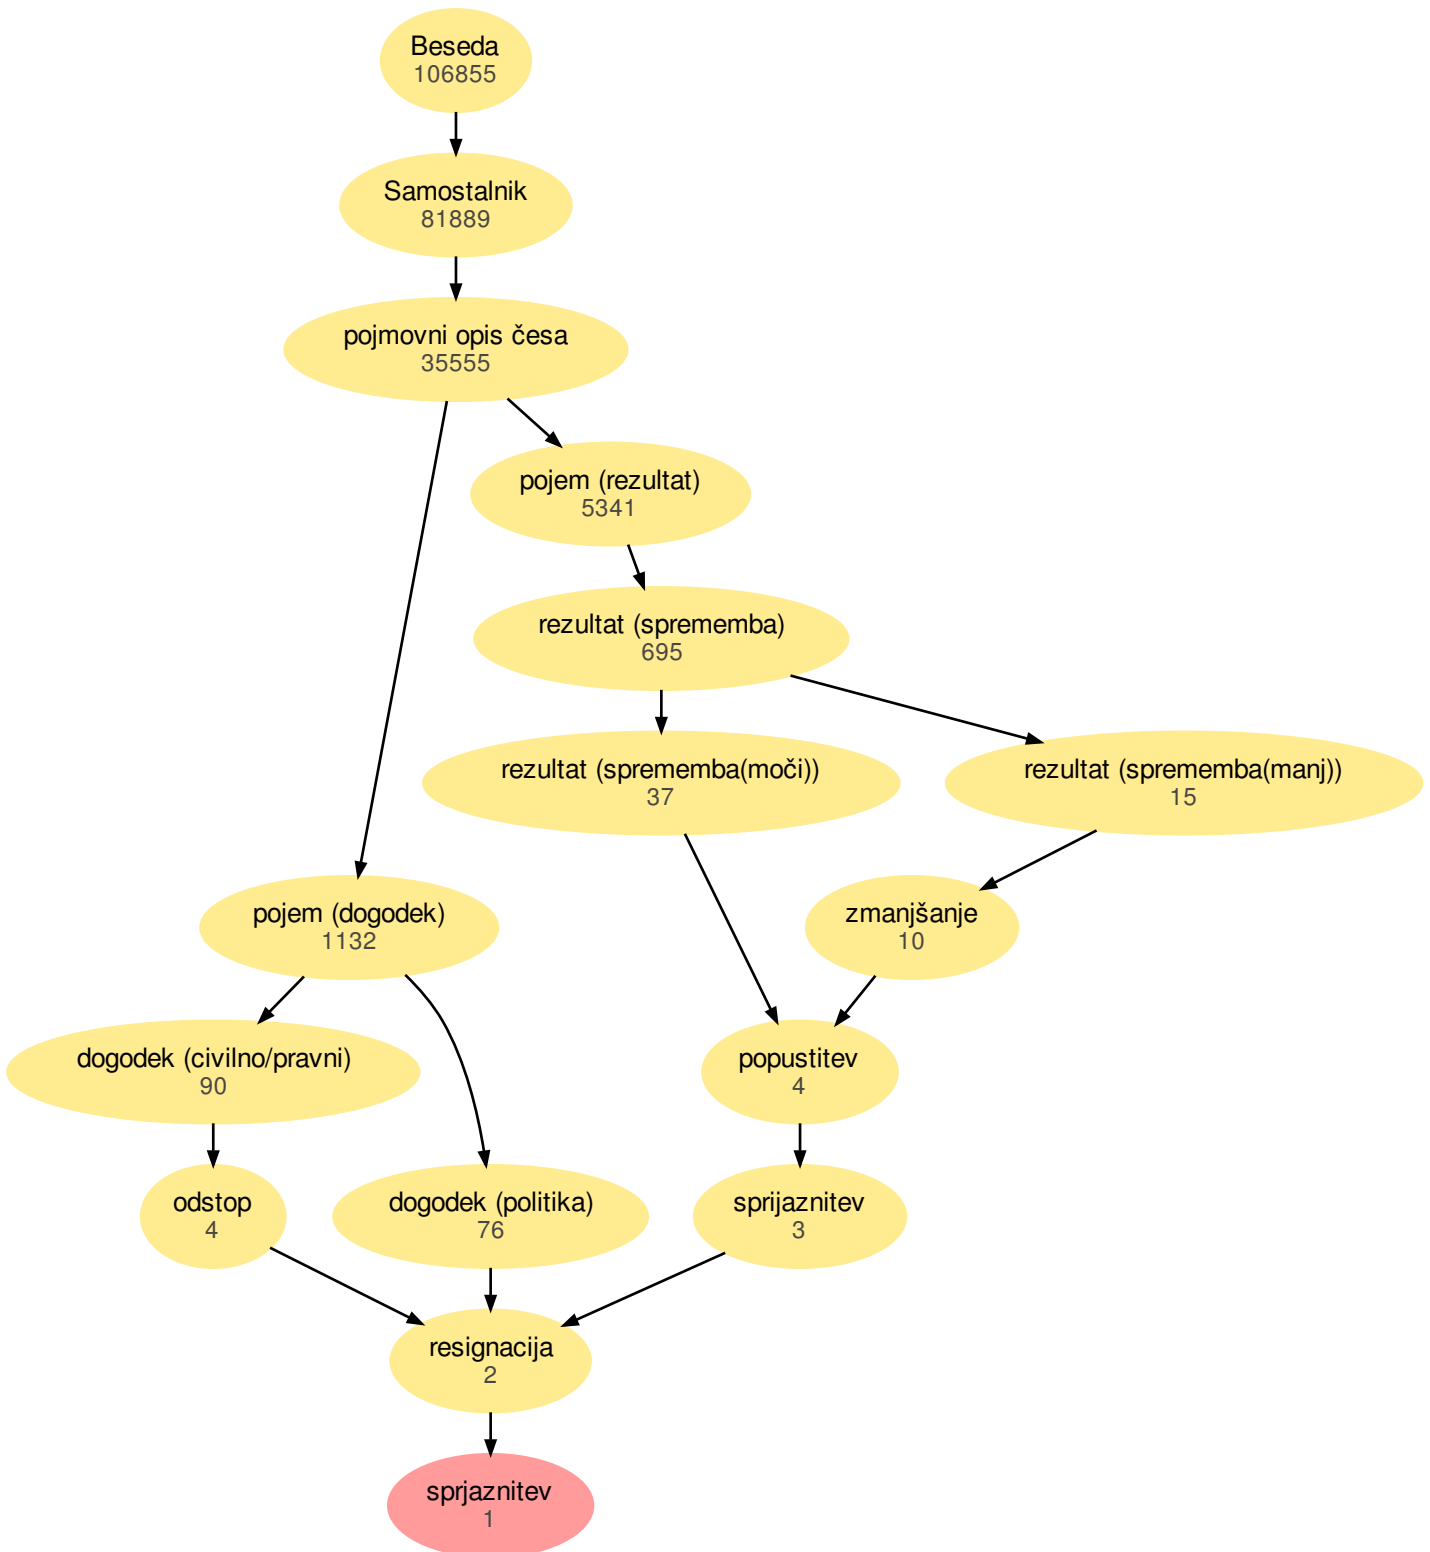 Beseda
106855
Samostalnik
81889
pojmovni opis česa
35555
pojem (rezultat)
5341
rezultat (sprememba)
695
rezultat (sprememba(moči))
37
rezultat (sprememba(manj))
15
pojem (dogodek)
1132
zmanjšanje
10
dogodek (civilno/pravni)
90
popustitev
4
odstop
4
dogodek (politika)
76
sprijaznitev
3
resignacija
2
sprjaznitev
1